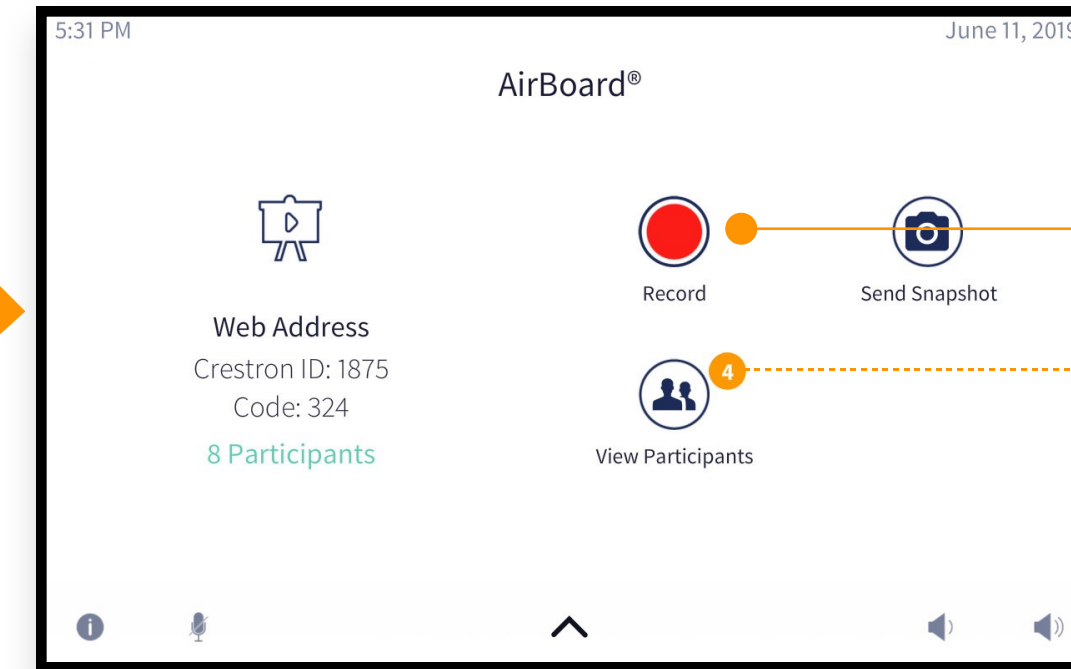 5:31 PM
June 11, 2019
AirBoard®
Record
Send Snapshot
Web Address
Crestron ID: 1875
Code: 324
4
8 Participants
View Participants
i